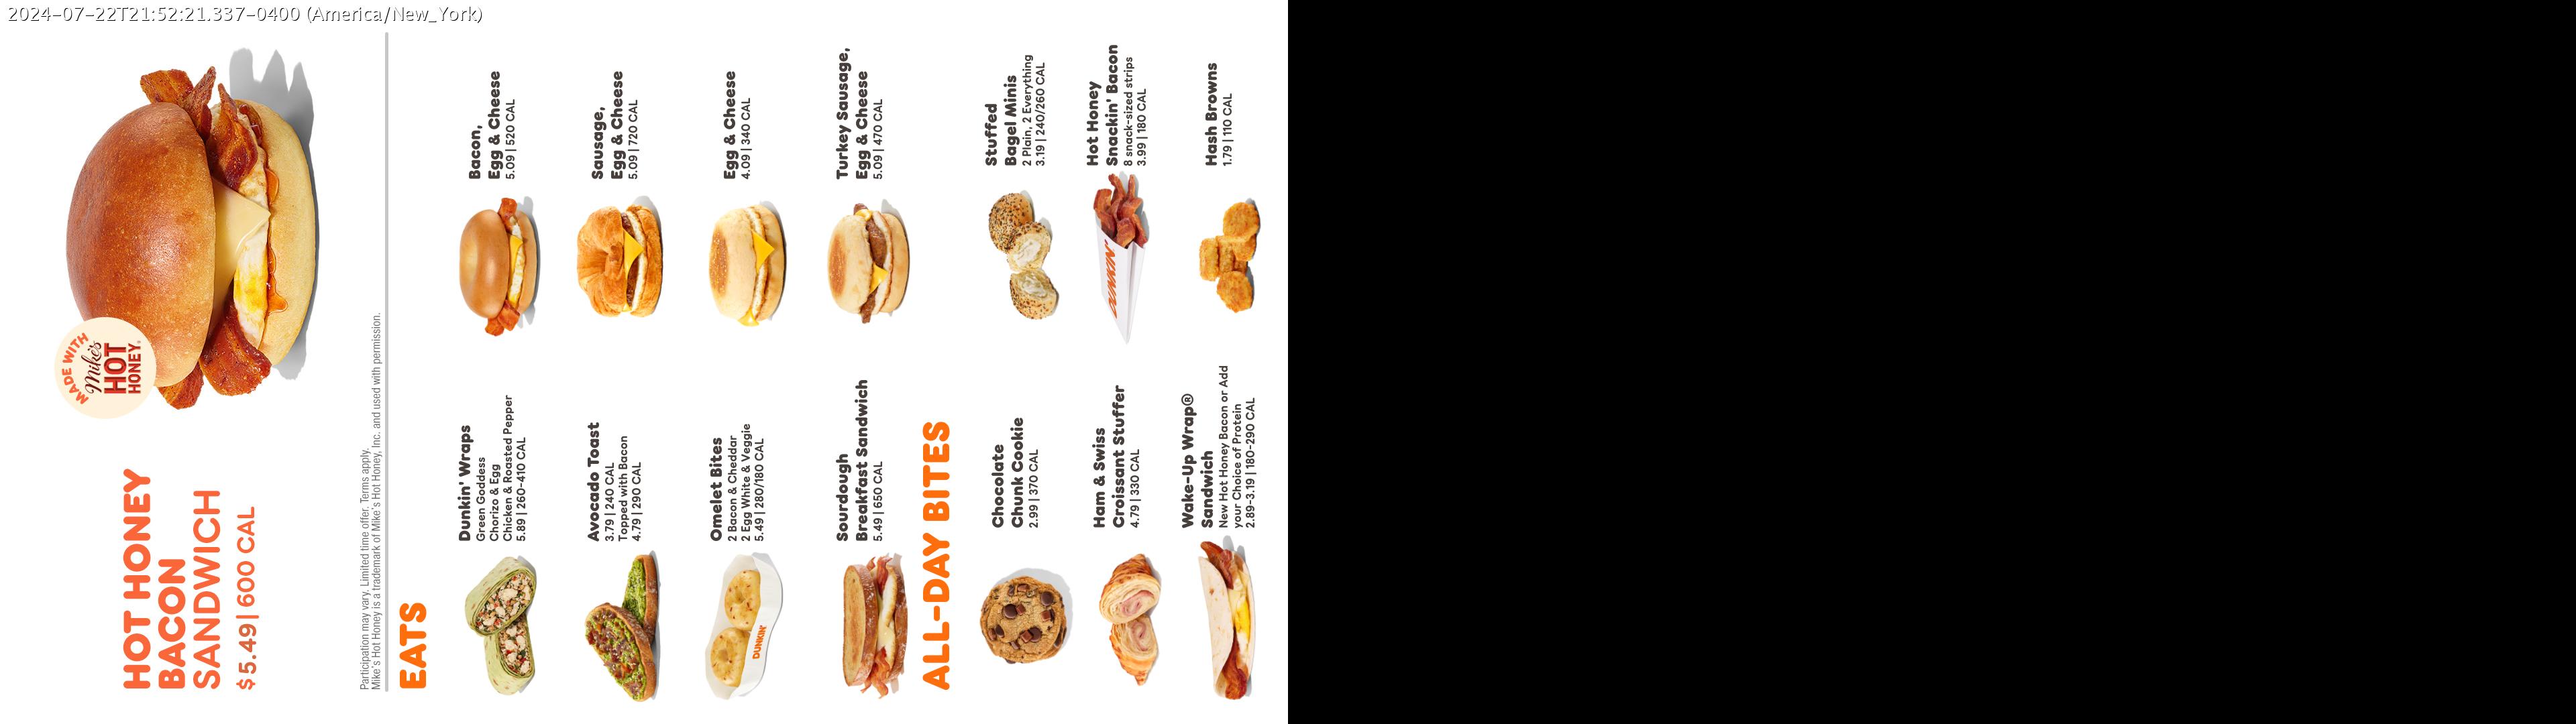 2024-07-22T21:52:21.337-0400 (America/New_York)
MADE WITH
Mike's
HOT
HONEY
HOT HONEY
BACON
SANDWICH
$5.49 | 600 CAL
Participation may vary. Limited time offer. Terms apply.
Mike's Hot Honey is a trademark of Mike's Hot Honey, Inc. and used with permission.
EATS
Dunkin' Wraps
Green Goddess
Chorizo & Egg
Chicken & Roasted Pepper
5.89 | 260-410 CAL
Bacon,
Egg & Cheese
5.09 | 520 CAL
Avocado Toast
3.79 | 240 CAL
Topped with Bacon
4.79 | 290 CAL
Sausage,
Egg & Cheese
5.09 | 720 CAL
DUNKIN'
Omelet Bites
2 Bacon & Cheddar
2 Egg White & Veggie
5.49 | 280/180 CAL
Egg & Cheese
4.09 | 340 CAL
Sourdough
Breakfast Sandwich
5.49 | 650 CAL
Turkey Sausage,
Egg & Cheese
5.09 | 470 CAL
ALL-DAY BITES
Chocolate
Chunk Cookie
2.99 | 370 CAL
Stuffed
Bagel Minis
2 Plain, 2 Everything
3.19 | 240/260 CAL
Ham & Swiss
Croissant Stuffer
4.79 | 330 CAL
DUNKIN'
Hot Honey
Snackin' Bacon
8 snack-sized strips
3.99 | 180 CAL
Wake-Up Wrap®
Sandwich
New Hot Honey Bacon or Add
your Choice of Protein
2.89-3.19 | 180-290 CAL
Hash Browns
1.79 | 110 CAL